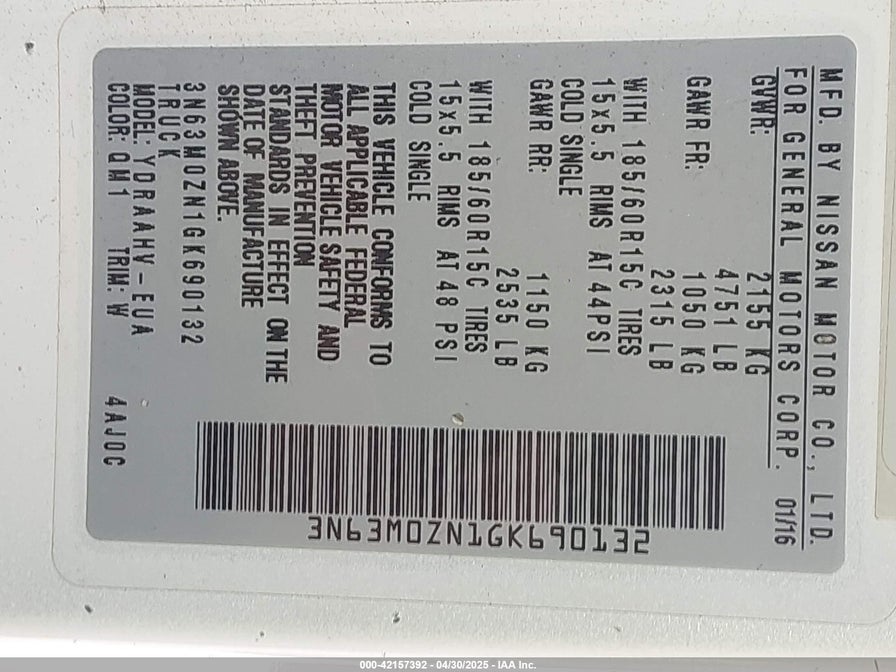 MFD. BY NISSAN MOTOR CO., LTD.
FOR GENERAL MOTORS CORP. 01/16
GVWR: 2155 KG
4751 LB
GAWR FR: 1050 KG
2315 LB
WITH 185/60R15C TIRES
15x5.5 RIMS AT 44PSI
COLD SINGLE
GAWR RR: 1150 KG
2535 LB
WITH 185/60R15C TIRES
15x5.5 RIMS AT 48 PSI
COLD SINGLE
THIS VEHICLE CONFORMS TO
ALL APPLICABLE FEDERAL
MOTOR VEHICLE SAFETY AND
THEFT PREVENTION
STANDARDS IN EFFECT ON THE
DATE OF MANUFACTURE
SHOWN ABOVE.
3N63M0ZN1GK690132
TRUCK
MODEL: YDRAAHV-EUA
COLOR: QM1 TRIM: W 4AJ0C
3N63M0ZN1GK690132
000-42157392 - 04/30/2025 - IAA Inc.